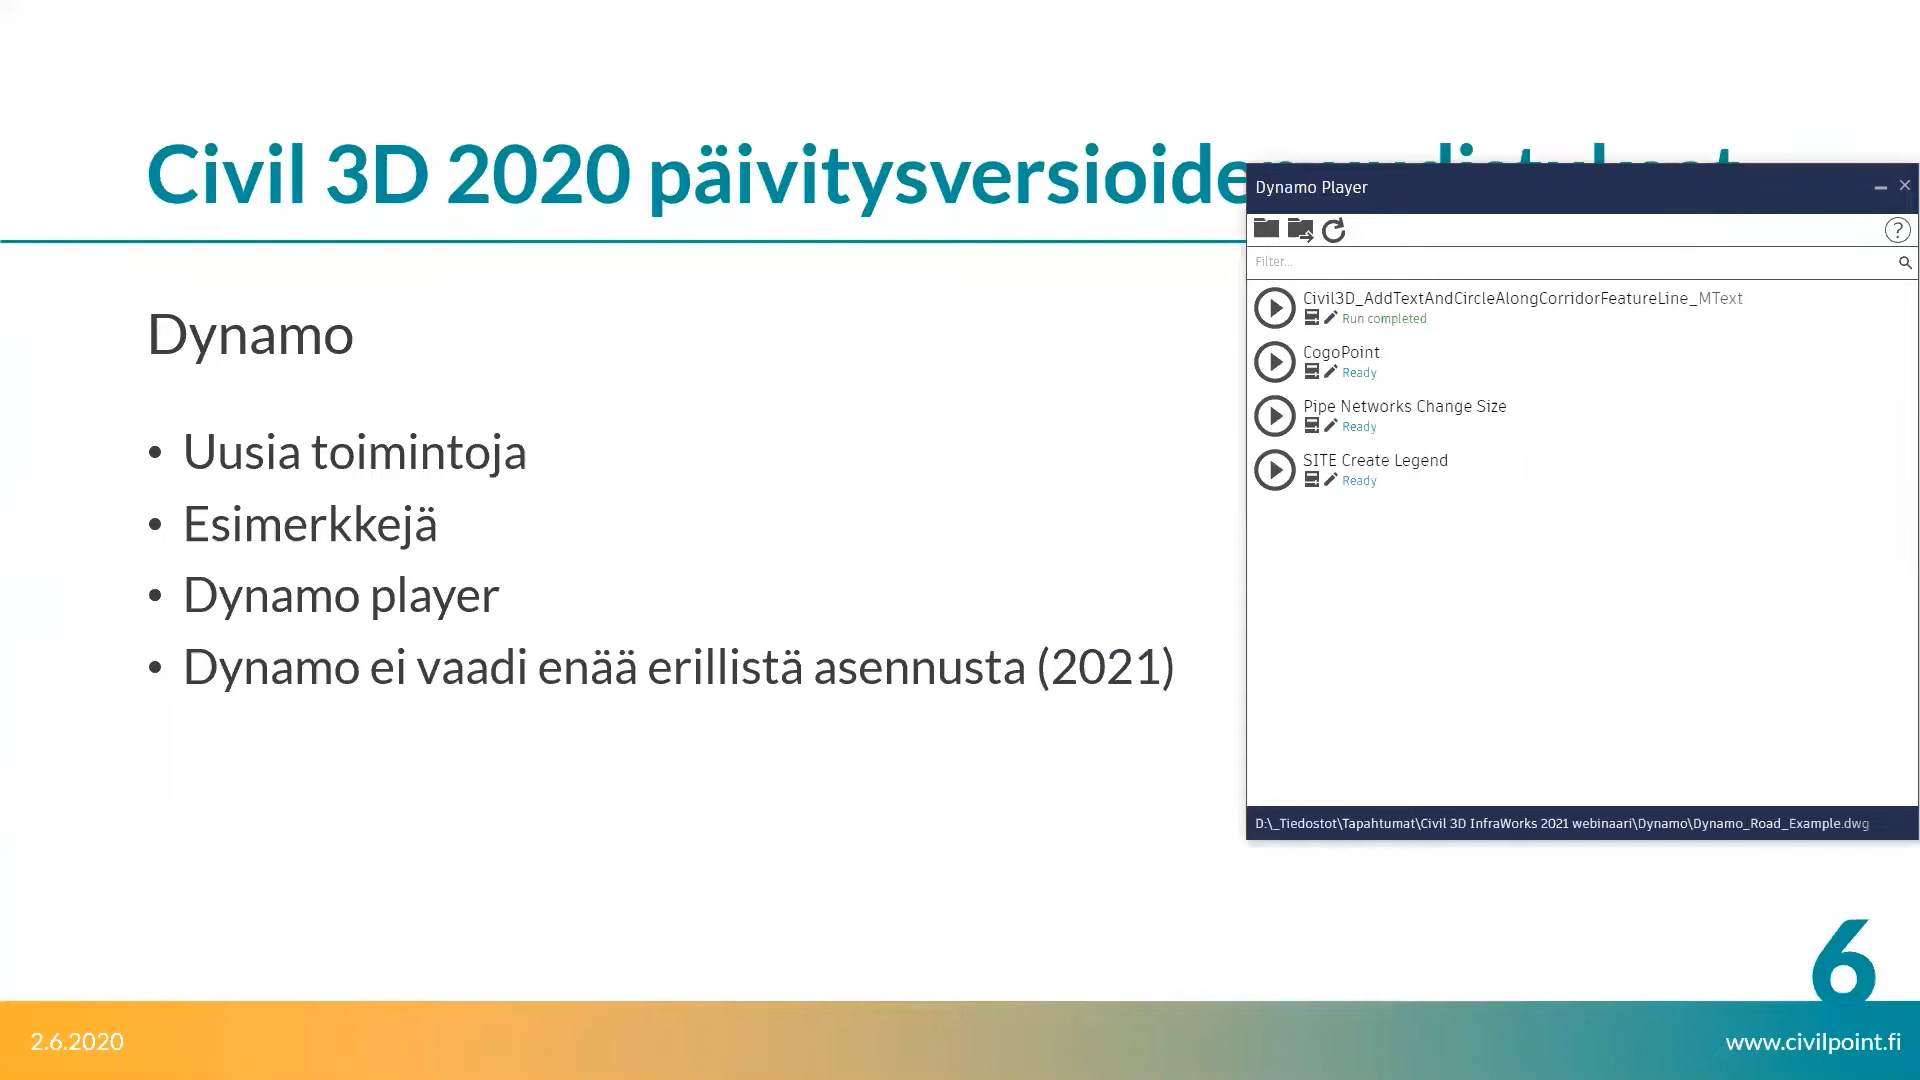 Civil 3D 2020 päivitysversioiden
Dynamo
• Uusia toimintoja
• Esimerkkejä
• Dynamo player
• Dynamo ei vaadi enää erillistä asennusta (2021)
Dynamo Player
Filter...
Civil3D_AddTextAndCircleAlongCorridorFeatureLine_MText
Run completed
CogoPoint
Ready
Pipe Networks Change Size
Ready
SITE Create Legend
Ready
D:\_Tiedostot\Tapahtumat\Civil 3D InfraWorks 2021 webinaari\Dynamo\Dynamo_Road_Example.dwg
6
2.6.2020
www.civilpoint.fi